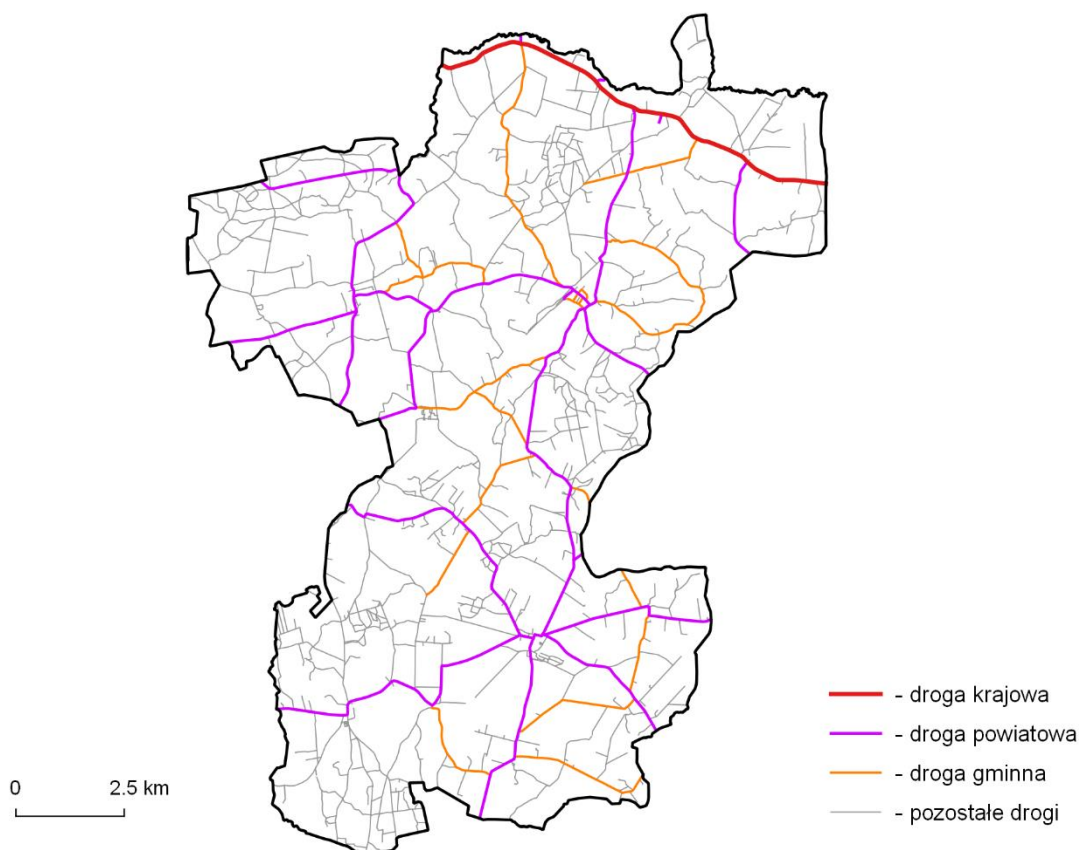 - droga krajowa
- droga powiatowa
- droga gminna
- pozostałe drogi
0 2.5 km